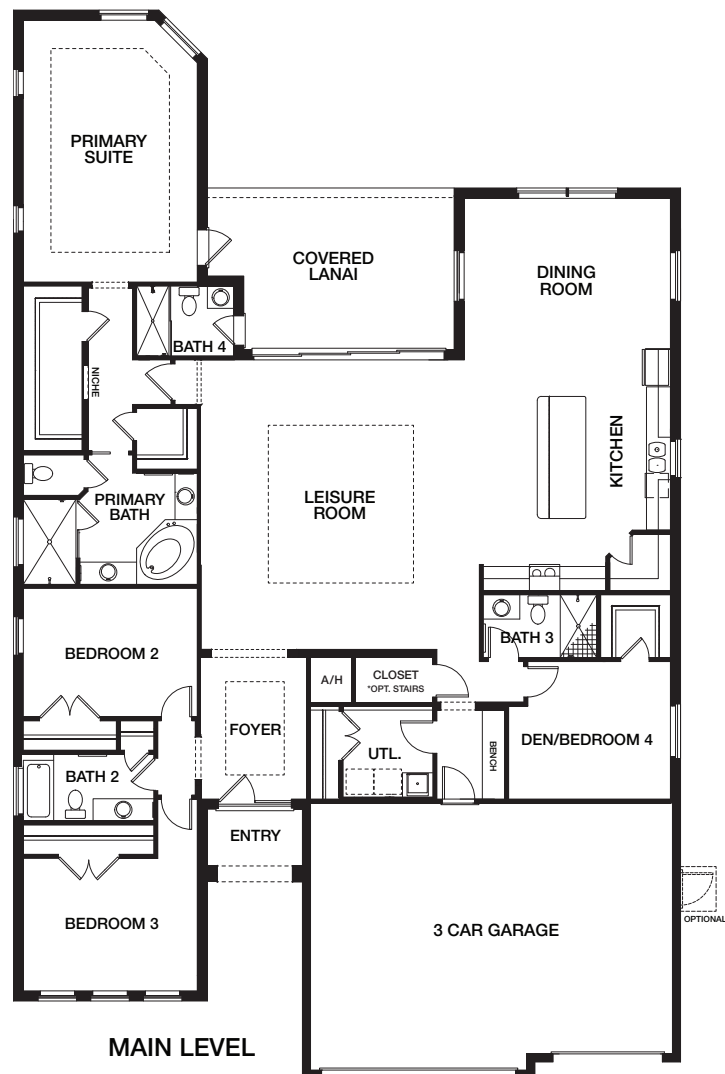 PRIMARY
SUITE
COVERED
LANAI
DINING
ROOM
BATH 4
NICHE
KITCHEN
PRIMARY
BATH
LEISURE
ROOM
BATH 3
BEDROOM 2
A/H
CLOSET
*OPT. STAIRS
FOYER
UTL.
BENCH
DEN/BEDROOM 4
BATH 2
ENTRY
BEDROOM 3
3 CAR GARAGE
OPTIONAL
MAIN LEVEL